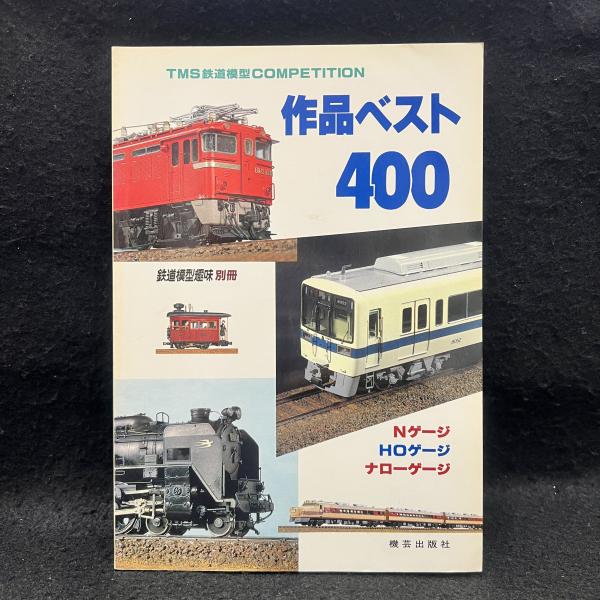 TMS鉄道模型COMPETITION
作品ベスト
400
鉄道模型趣味 別冊
Nゲージ
HOゲージ
ナローゲージ
機芸出版社